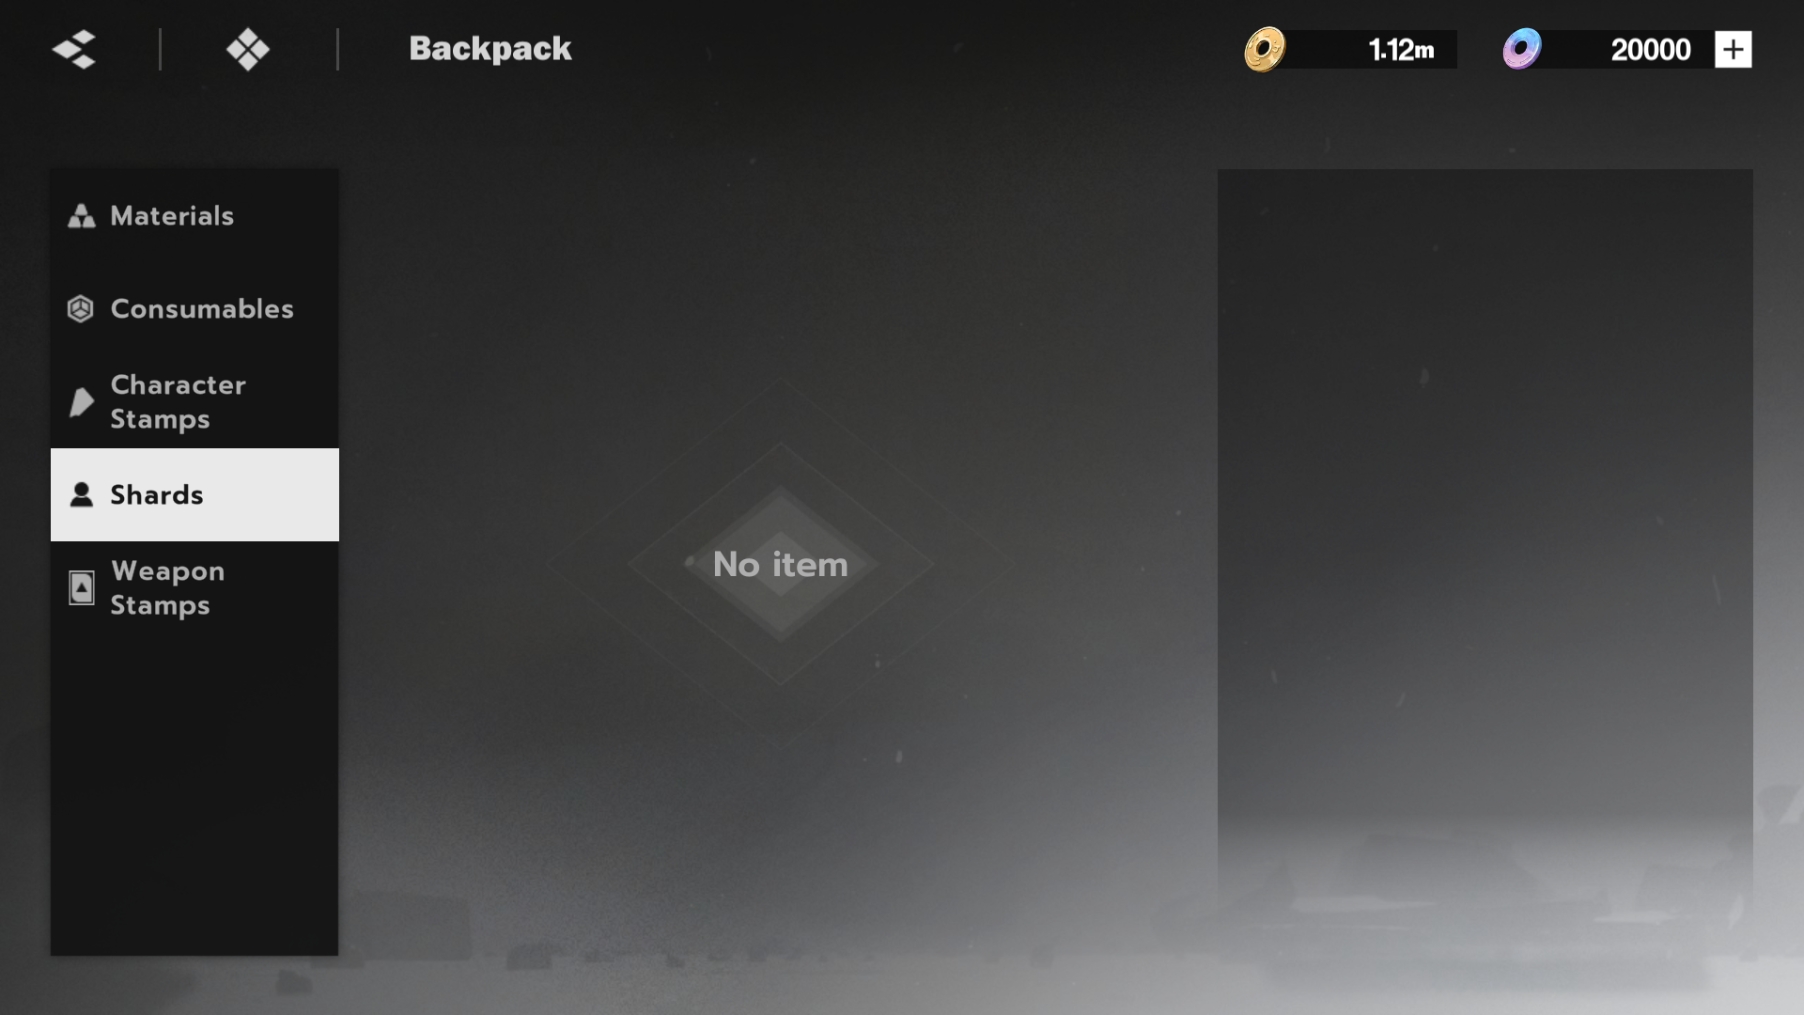 Backpack
1.12m
20000
Materials
Consumables
Character
Stamps
Shards
Weapon
Stamps
No item